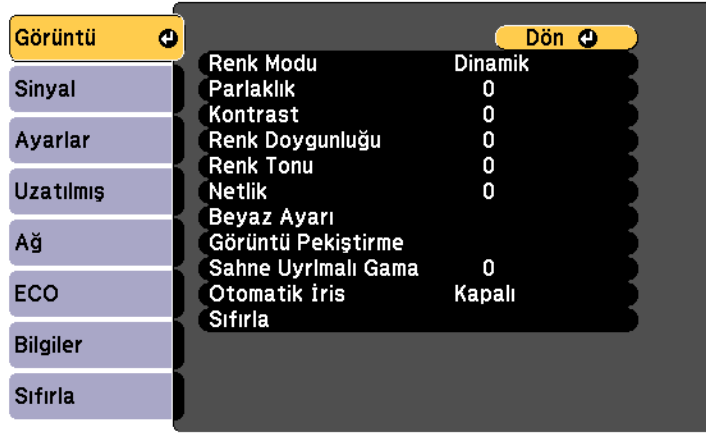 Görüntü
Sinyal
Ayarlar
Uzatılmış
Ağ
ECO
Bilgiler
Sıfırla
Dön
Renk Modu Dinamik
Parlaklık 0
Kontrast 0
Renk Doygunluğu 0
Renk Tonu 0
Netlik 0
Beyaz Ayarı
Görüntü Pekiştirme
Sahne Uyrlmalı Gama 0
Otomatik İris Kapalı
Sıfırla